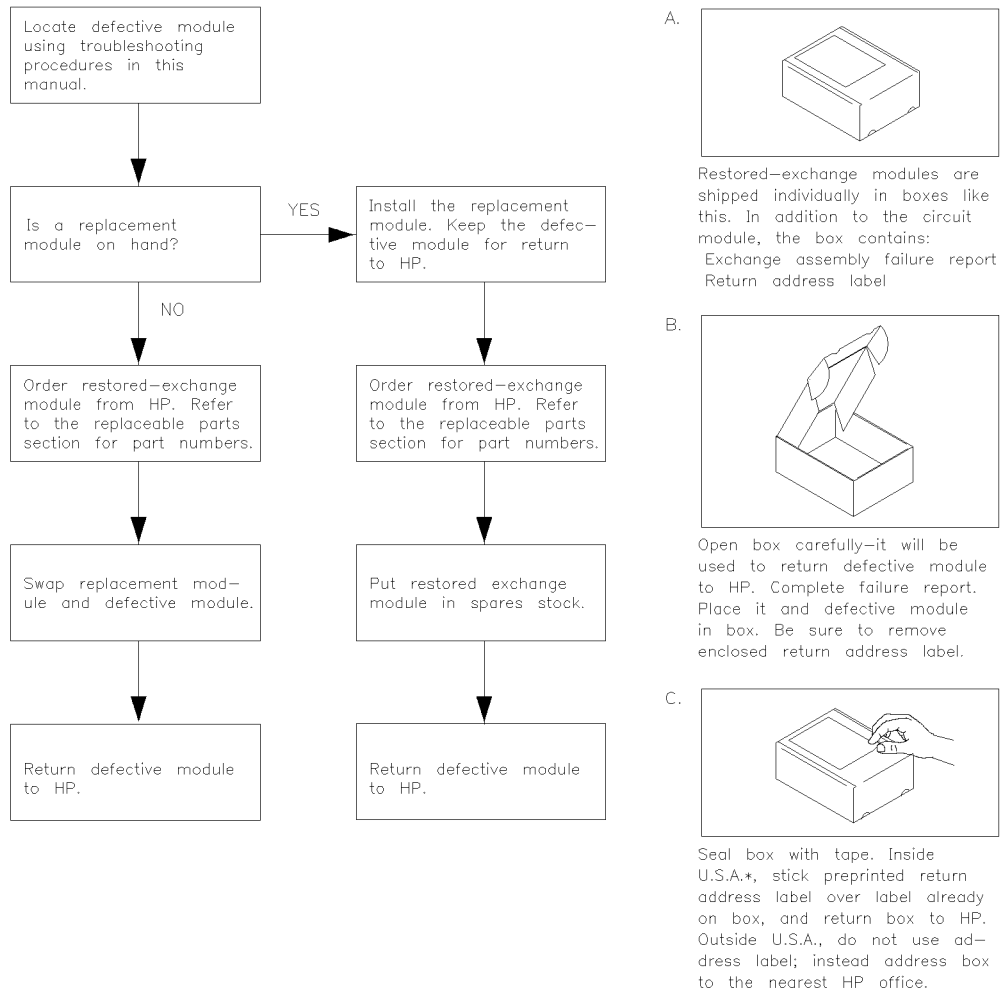 Locate defective module
using troubleshooting
procedures in this
manual.
Is a replacement
module on hand?
YES
Install the replacement
module. Keep the defec–
tive module for return
to HP.
NO
Order restored–exchange
module from HP. Refer
to the replaceable parts
section for part numbers.
Order restored–exchange
module from HP. Refer
to the replaceable parts
section for part numbers.
Swap replacement mod–
ule and defective module.
Put restored exchange
module in spares stock.
Return defective module
to HP.
Return defective module
to HP.
A.
Restored–exchange modules are
shipped individually in boxes like
this. In addition to the circuit
module, the box contains:
Exchange assembly failure report
Return address label
B.
Open box carefully–it will be
used to return defective module
to HP. Complete failure report.
Place it and defective module
in box. Be sure to remove
enclosed return address label.
C.
Seal box with tape. Inside
U.S.A.*, stick preprinted return
address label over label already
on box, and return box to HP.
Outside U.S.A., do not use ad–
dress label; instead address box
to the nearest HP office.